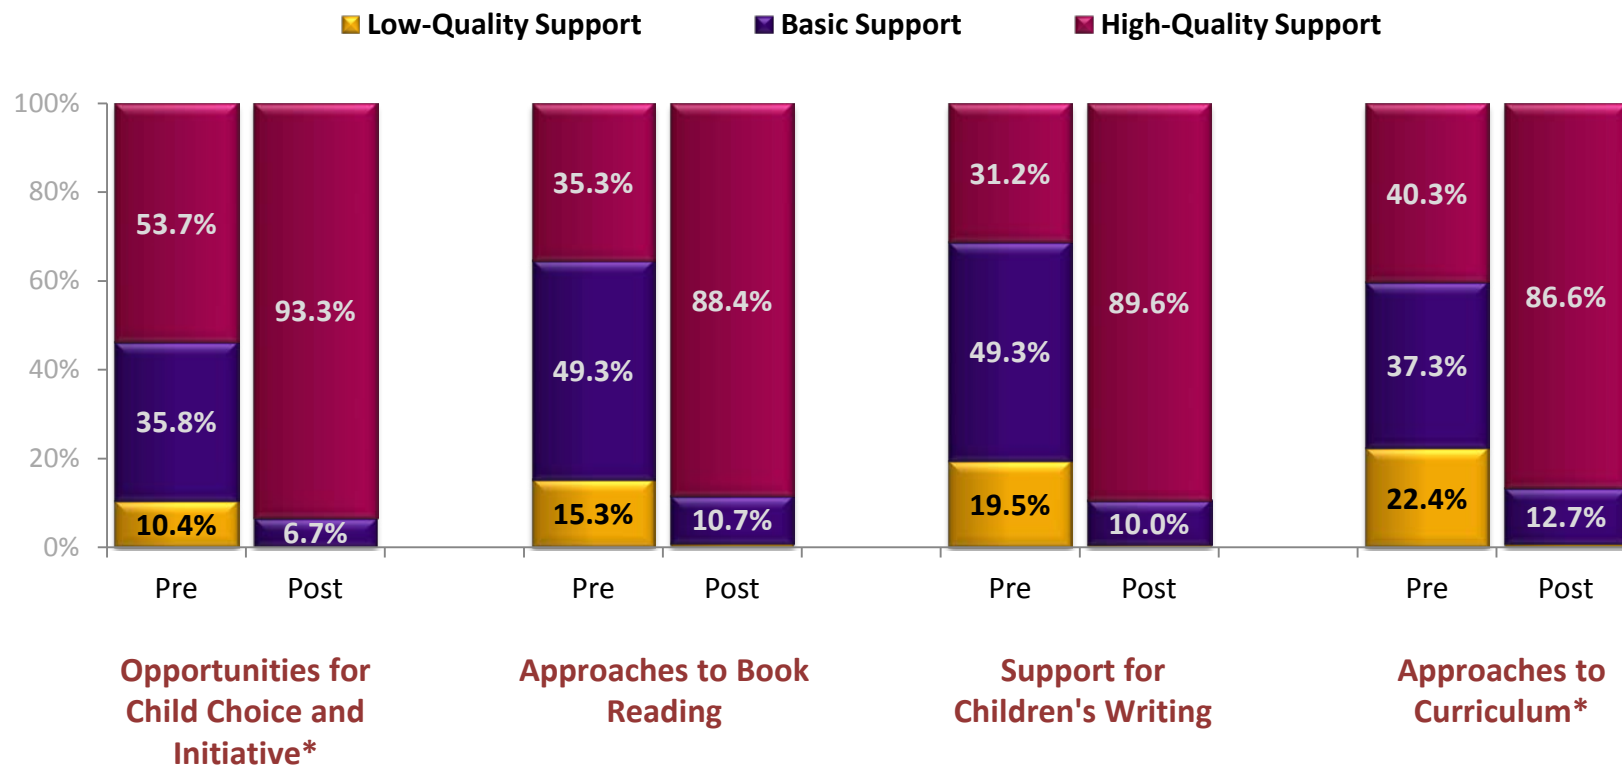 Low-Quality Support Basic Support High-Quality Support
100%
80%
60%
40%
20%
0%
53.7%
35.8%
10.4%
93.3%
6.7%
35.3%
49.3%
15.3%
88.4%
10.7%
31.2%
49.3%
19.5%
89.6%
10.0%
40.3%
37.3%
22.4%
86.6%
12.7%
Pre Post Pre Post Pre Post Pre Post
Opportunities for
Child Choice and
Initiative*
Approaches to Book
Reading
Support for
Children's Writing
Approaches to
Curriculum*